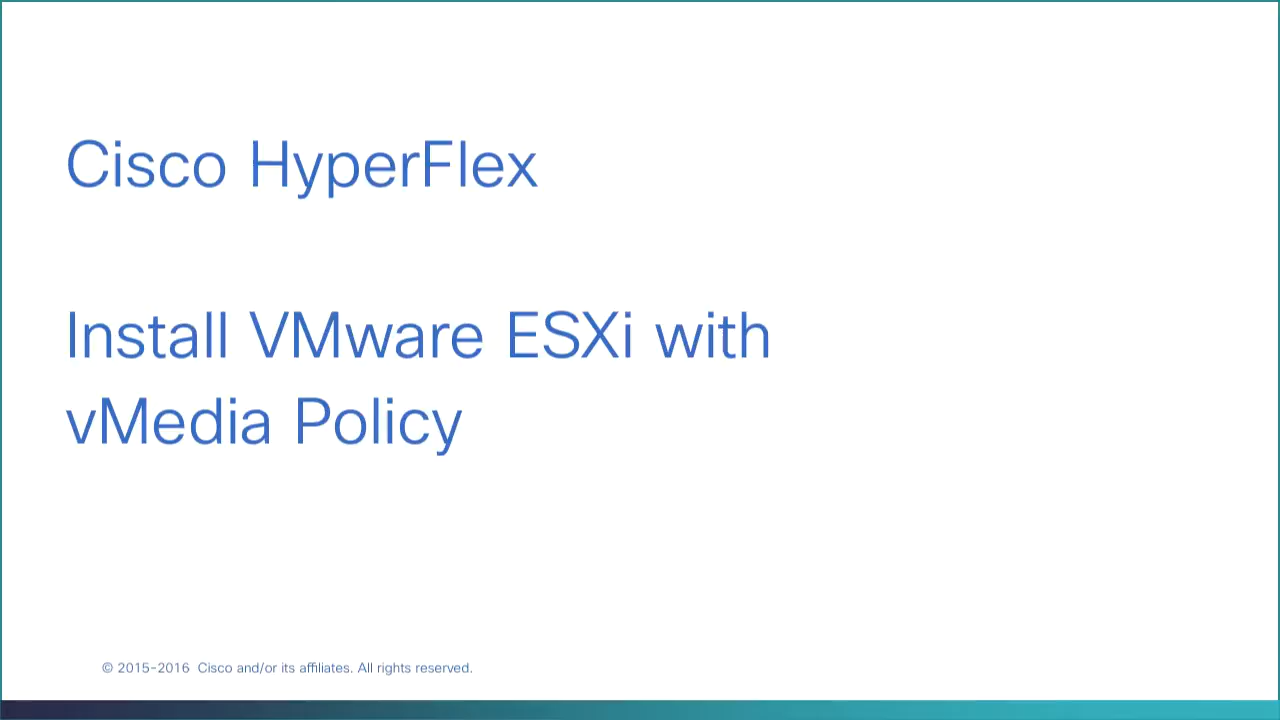 Cisco HyperFlex
Install VMware ESXi with
vMedia Policy
© 2015-2016 Cisco and/or its affiliates. All rights reserved.